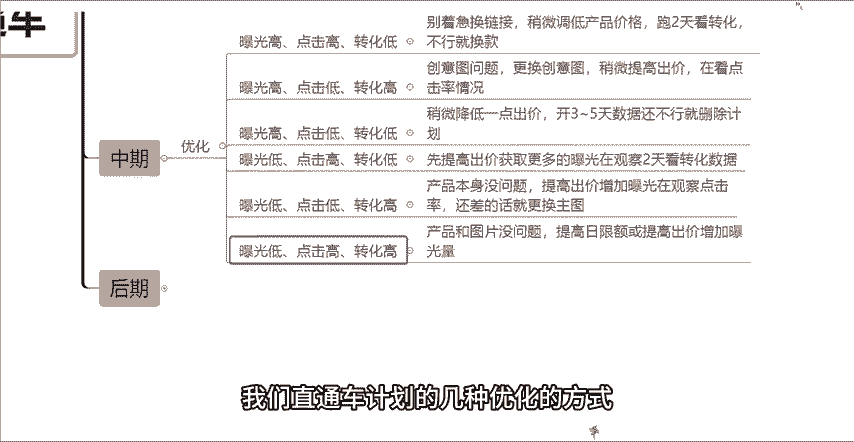 车
别着急换链接，稍微调低产品价格，跑2天看转化，
曝光高、点击高、转化低
不行就换款
创意图问题，更换创意图，稍微提高出价，在看点
曝光高、点击低、转化高
击率情况
稍微降低一点出价，开3~5天数据还不行就删除计
曝光高、点击低、转化低
划
优化
中期
曝光低、点击高、转化低
先提高出价获取更多的曝光在观察2天看转化数据
产品本身没问题，提高出价增加曝光在观察点击
曝光低、点击低、转化高
率，还差的话就更换主图
产品和图片没问题，提高日限额或提高出价增加曝
曝光低、点击高、转化高
光量
后期
我们直通车计划的几种优化的方式